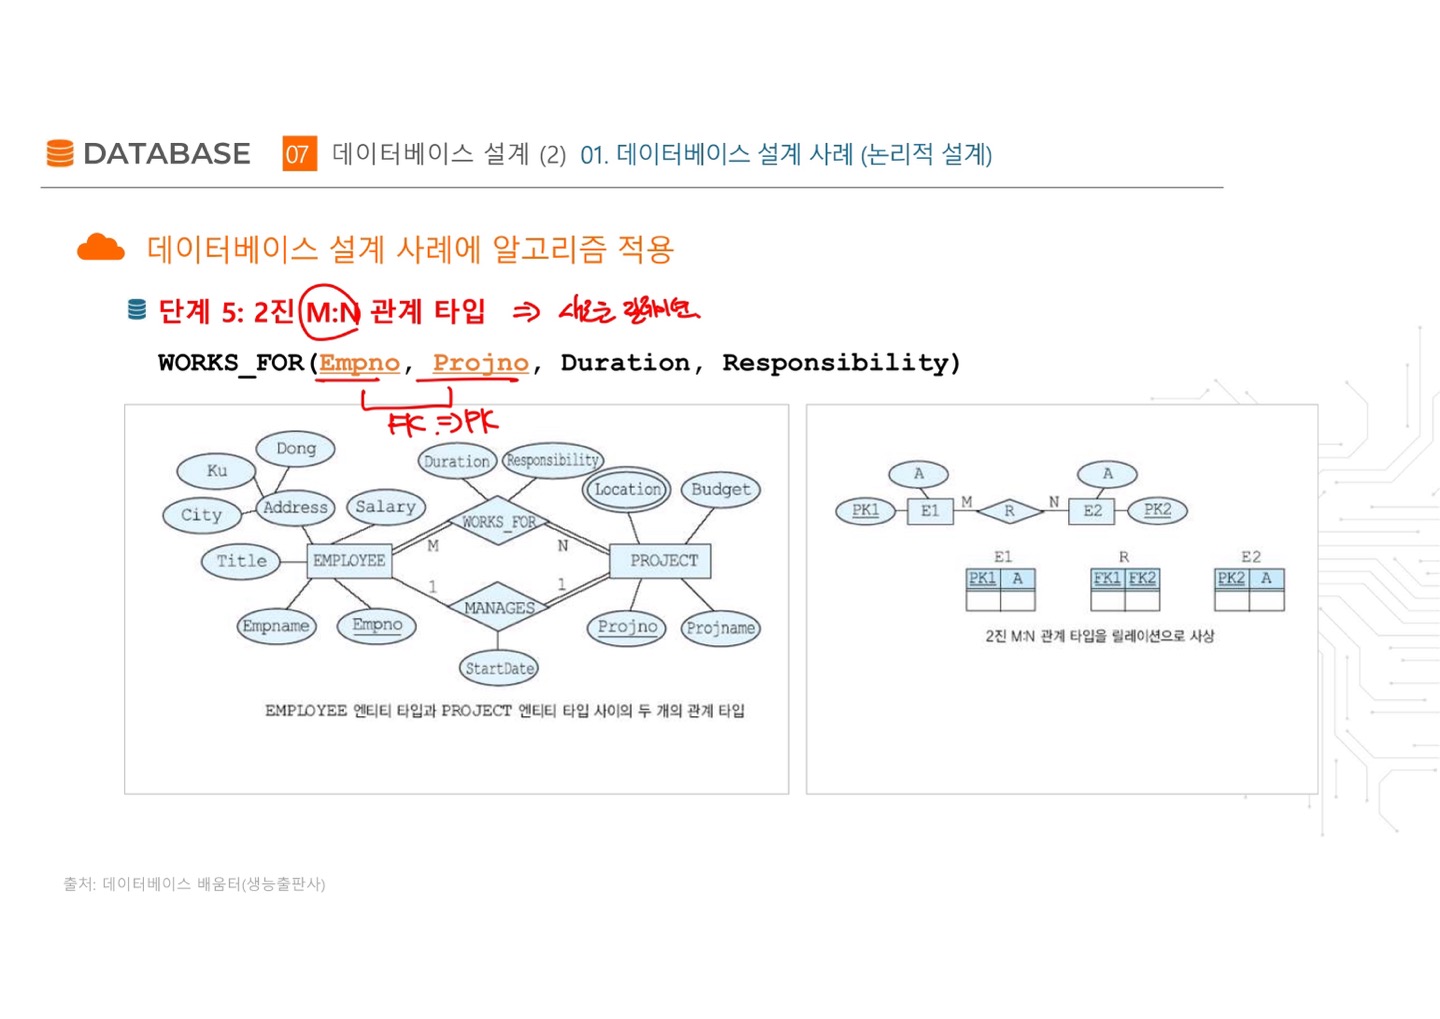 DATABASE 07 데이터베이스 설계 (2) 01. 데이터베이스 설계 사례 (논리적 설계)
데이터베이스 설계 사례에 알고리즘 적용
단계 5: 2진 M:N 관계 타입 ⇒ 새로운 릴레이션
WORKS_FOR(Empno, Projno, Duration, Responsibility)
FK ⇒ PK
Dong
Ku
City
Address
Salary
Title
EMPLOYEE
Empname
Empno
Duration
Responsibility
WORKS_FOR
M
N
1
1
MANAGES
StartDate
Location
Budget
PROJECT
Projno
Projname
EMPLOYEE 엔티티 타입과 PROJECT 엔티티 타입 사이의 두 개의 관계 타입
A
A
PK1
E1
M
R
N
E2
PK2
E1
R
E2
PK1 A
FK1 FK2
PK2 A
2진 M:N 관계 타입을 릴레이션으로 사상
출처: 데이터베이스 배움터(생능출판사)